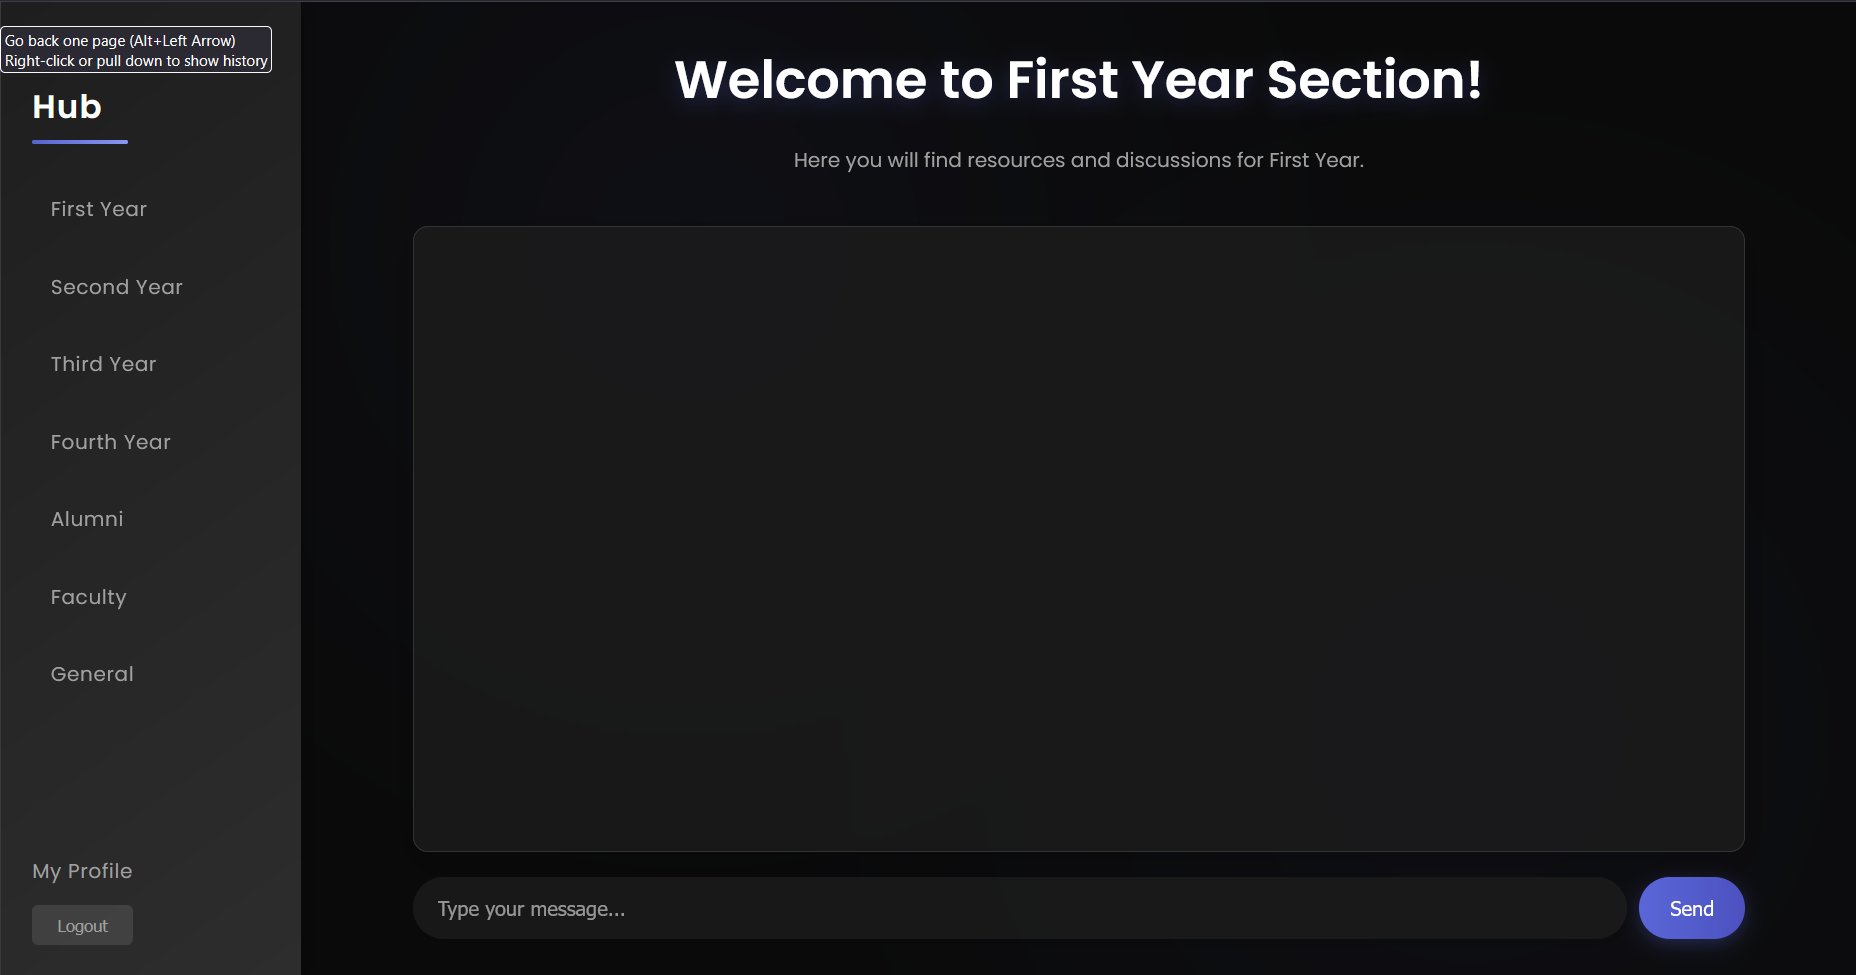 Go back one page (Alt+Left Arrow)
Right-click or pull down to show history
Hub
First Year
Second Year
Third Year
Fourth Year
Alumni
Faculty
General
My Profile
Logout
Welcome to First Year Section!
Here you will find resources and discussions for First Year.
Type your message...
Send